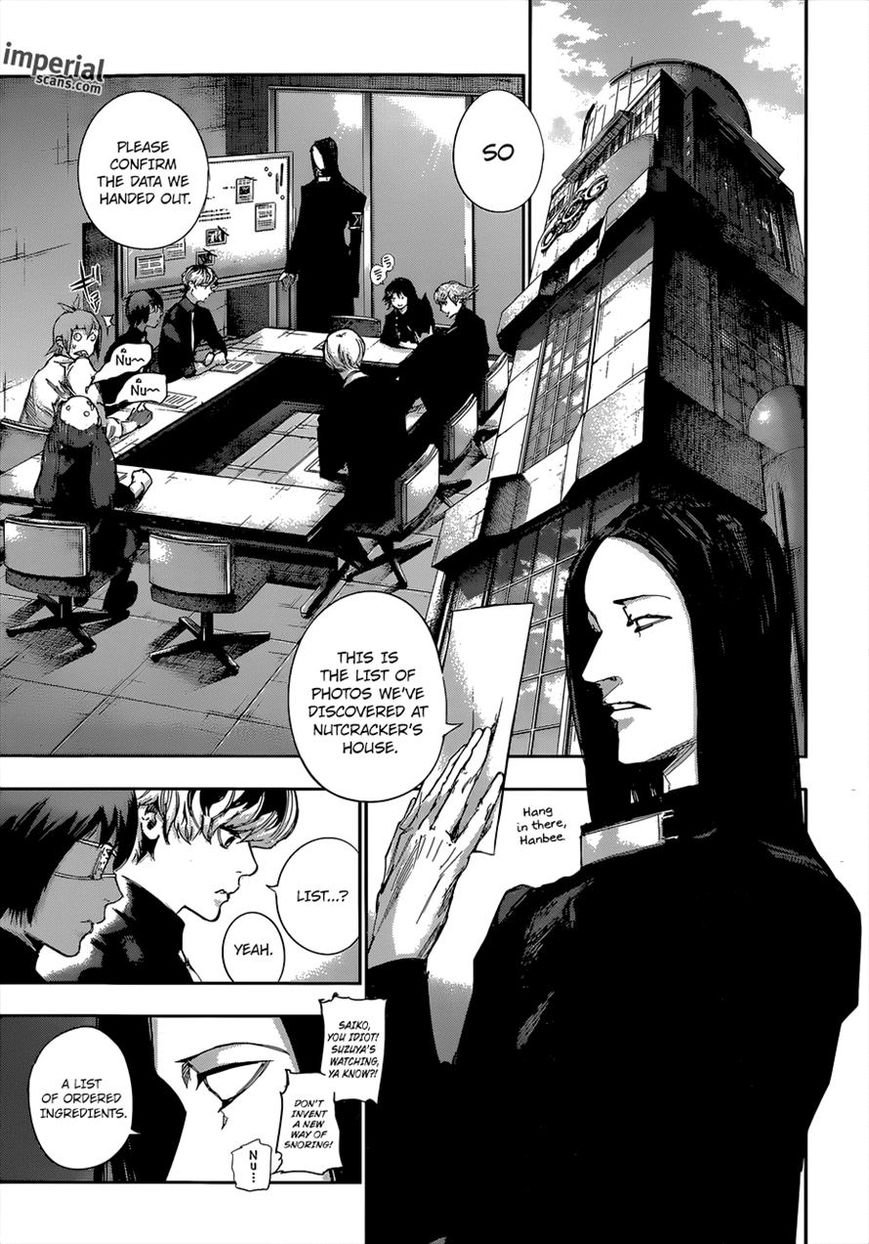 imperial
scans.com
SO
PLEASE
CONFIRM
THE DATA WE
HANDED OUT.
CCG
Nu~
Nu~
THIS IS
THE LIST OF
PHOTOS WE'VE
DISCOVERED AT
NUTCRACKER'S
HOUSE.
Hang
in there,
Hanbee.
LIST...?
YEAH.
SAIKO,
YOU IDIOT!
SUZUYA'S
WATCHING,
YA KNOW?!
DON'T
INVENT
A NEW
WAY OF
SNORING!
Nu...
A LIST
OF ORDERED
INGREDIENTS.